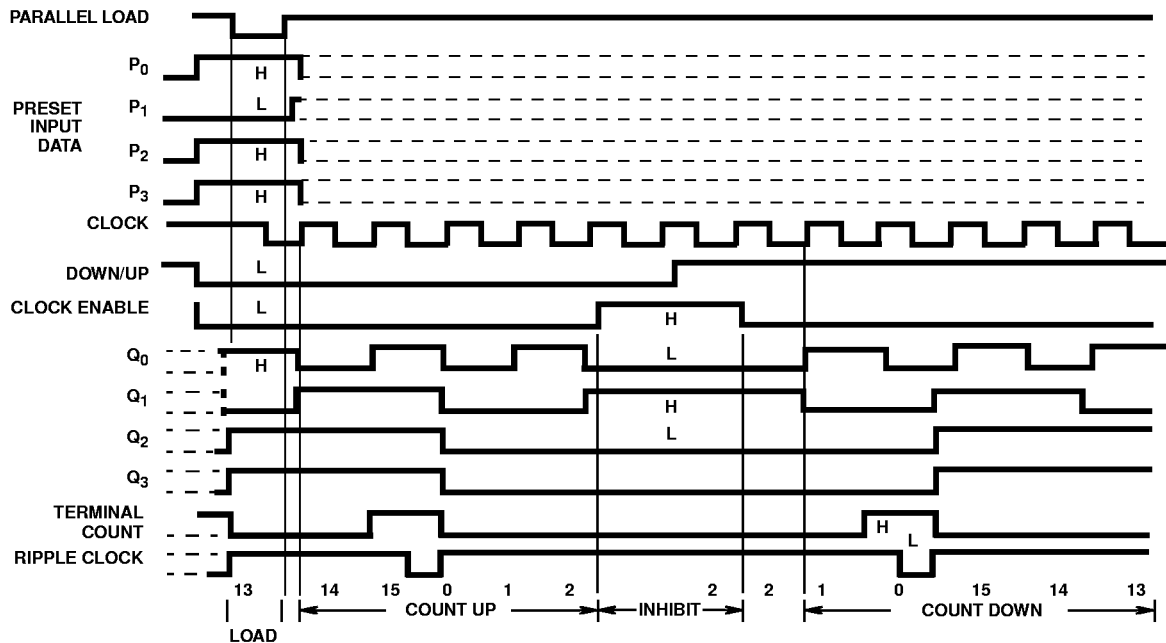 PARALLEL LOAD
P0 H
PRESET INPUT DATA
P1 L
P2 H
P3 H
CLOCK
DOWN/UP L
CLOCK ENABLE L H
Q0 H L
Q1 H
Q2 L
Q3
TERMINAL COUNT H
RIPPLE CLOCK L
13 14 15 0 1 2 2 2 1 0 15 14 13
COUNT UP INHIBIT COUNT DOWN
LOAD